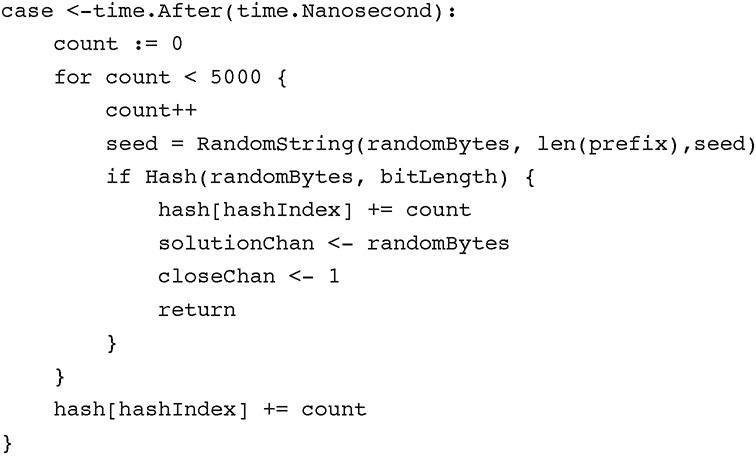 case <-time.After(time.Nanosecond):
    count := 0
    for count < 5000 {
        count++
        seed = RandomString(randomBytes, len(prefix),seed)
        if Hash(randomBytes, bitLength) {
            hash[hashIndex] += count
            solutionChan <- randomBytes
            closeChan <- 1
            return
        }
    }
    hash[hashIndex] += count
}